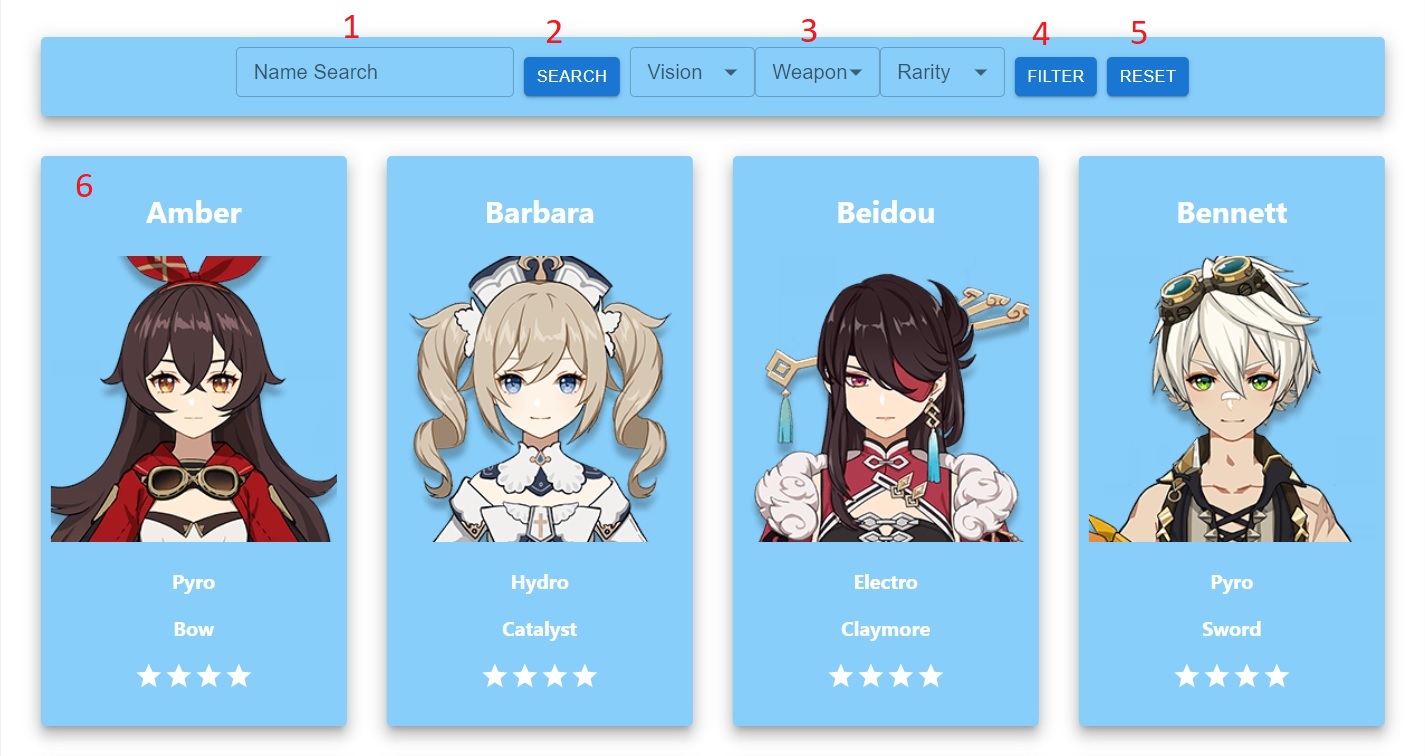 1 2 3 4 5
Name Search SEARCH Vision Weapon Rarity FILTER RESET
6
Amber
Barbara
Beidou
Bennett
Pyro
Hydro
Electro
Pyro
Bow
Catalyst
Claymore
Sword